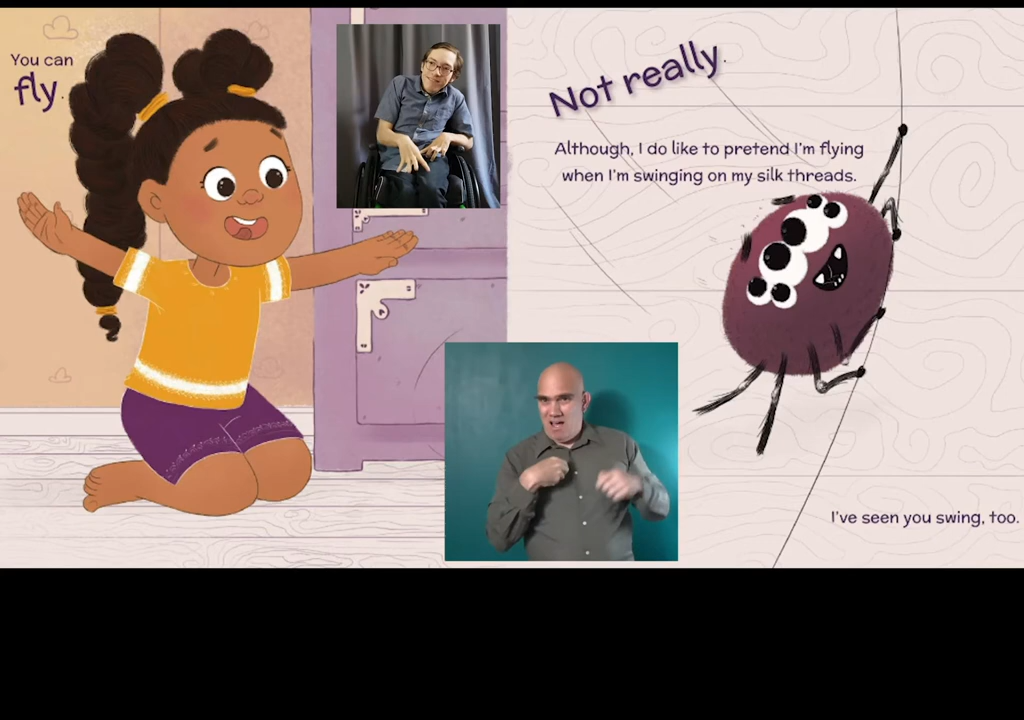 You can
fly.
Not really.
Although, I do like to pretend I'm flying
when I'm swinging on my silk threads.
I've seen you swing, too.